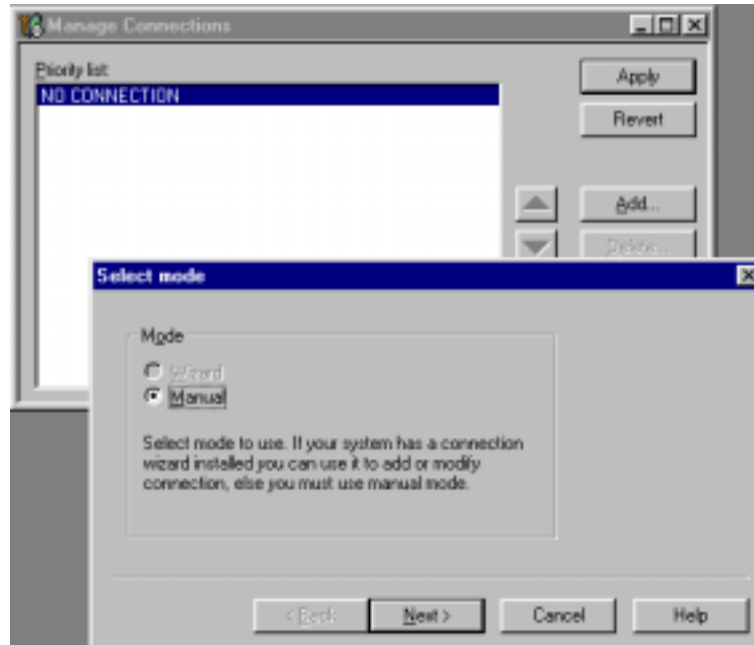 Manage Connections
Priority list:
Apply
NO CONNECTION
Revert
Add...
Delete...
Select mode
Mode
Wizard
Manual
Select mode to use. If your system has a connection
wizard installed you can use it to add or modify
connection, else you must use manual mode.
< Back
Next >
Cancel
Help